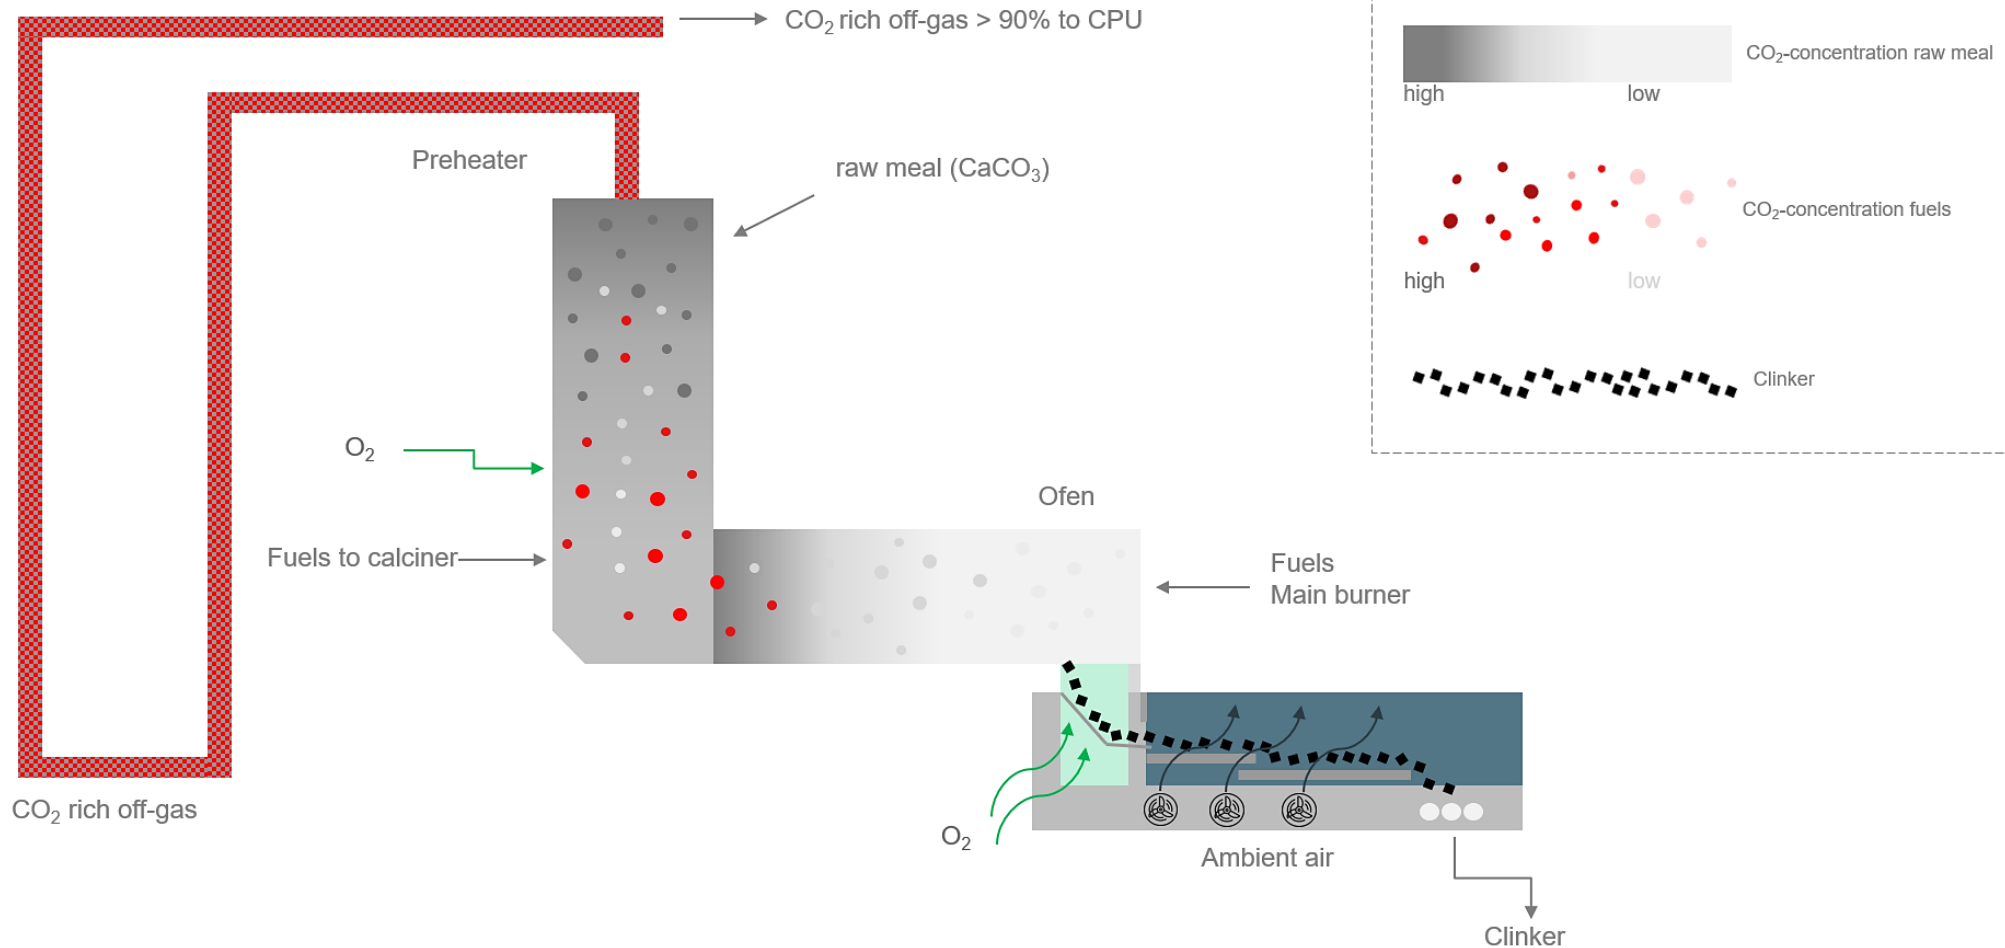 CO₂ rich off-gas > 90% to CPU
CO₂-concentration raw meal
high
low
Preheater
raw meal (CaCO₃)
CO₂-concentration fuels
high
low
Clinker
O₂
Ofen
Fuels to calciner
Fuels
Main burner
CO₂ rich off-gas
O₂
Ambient air
Clinker